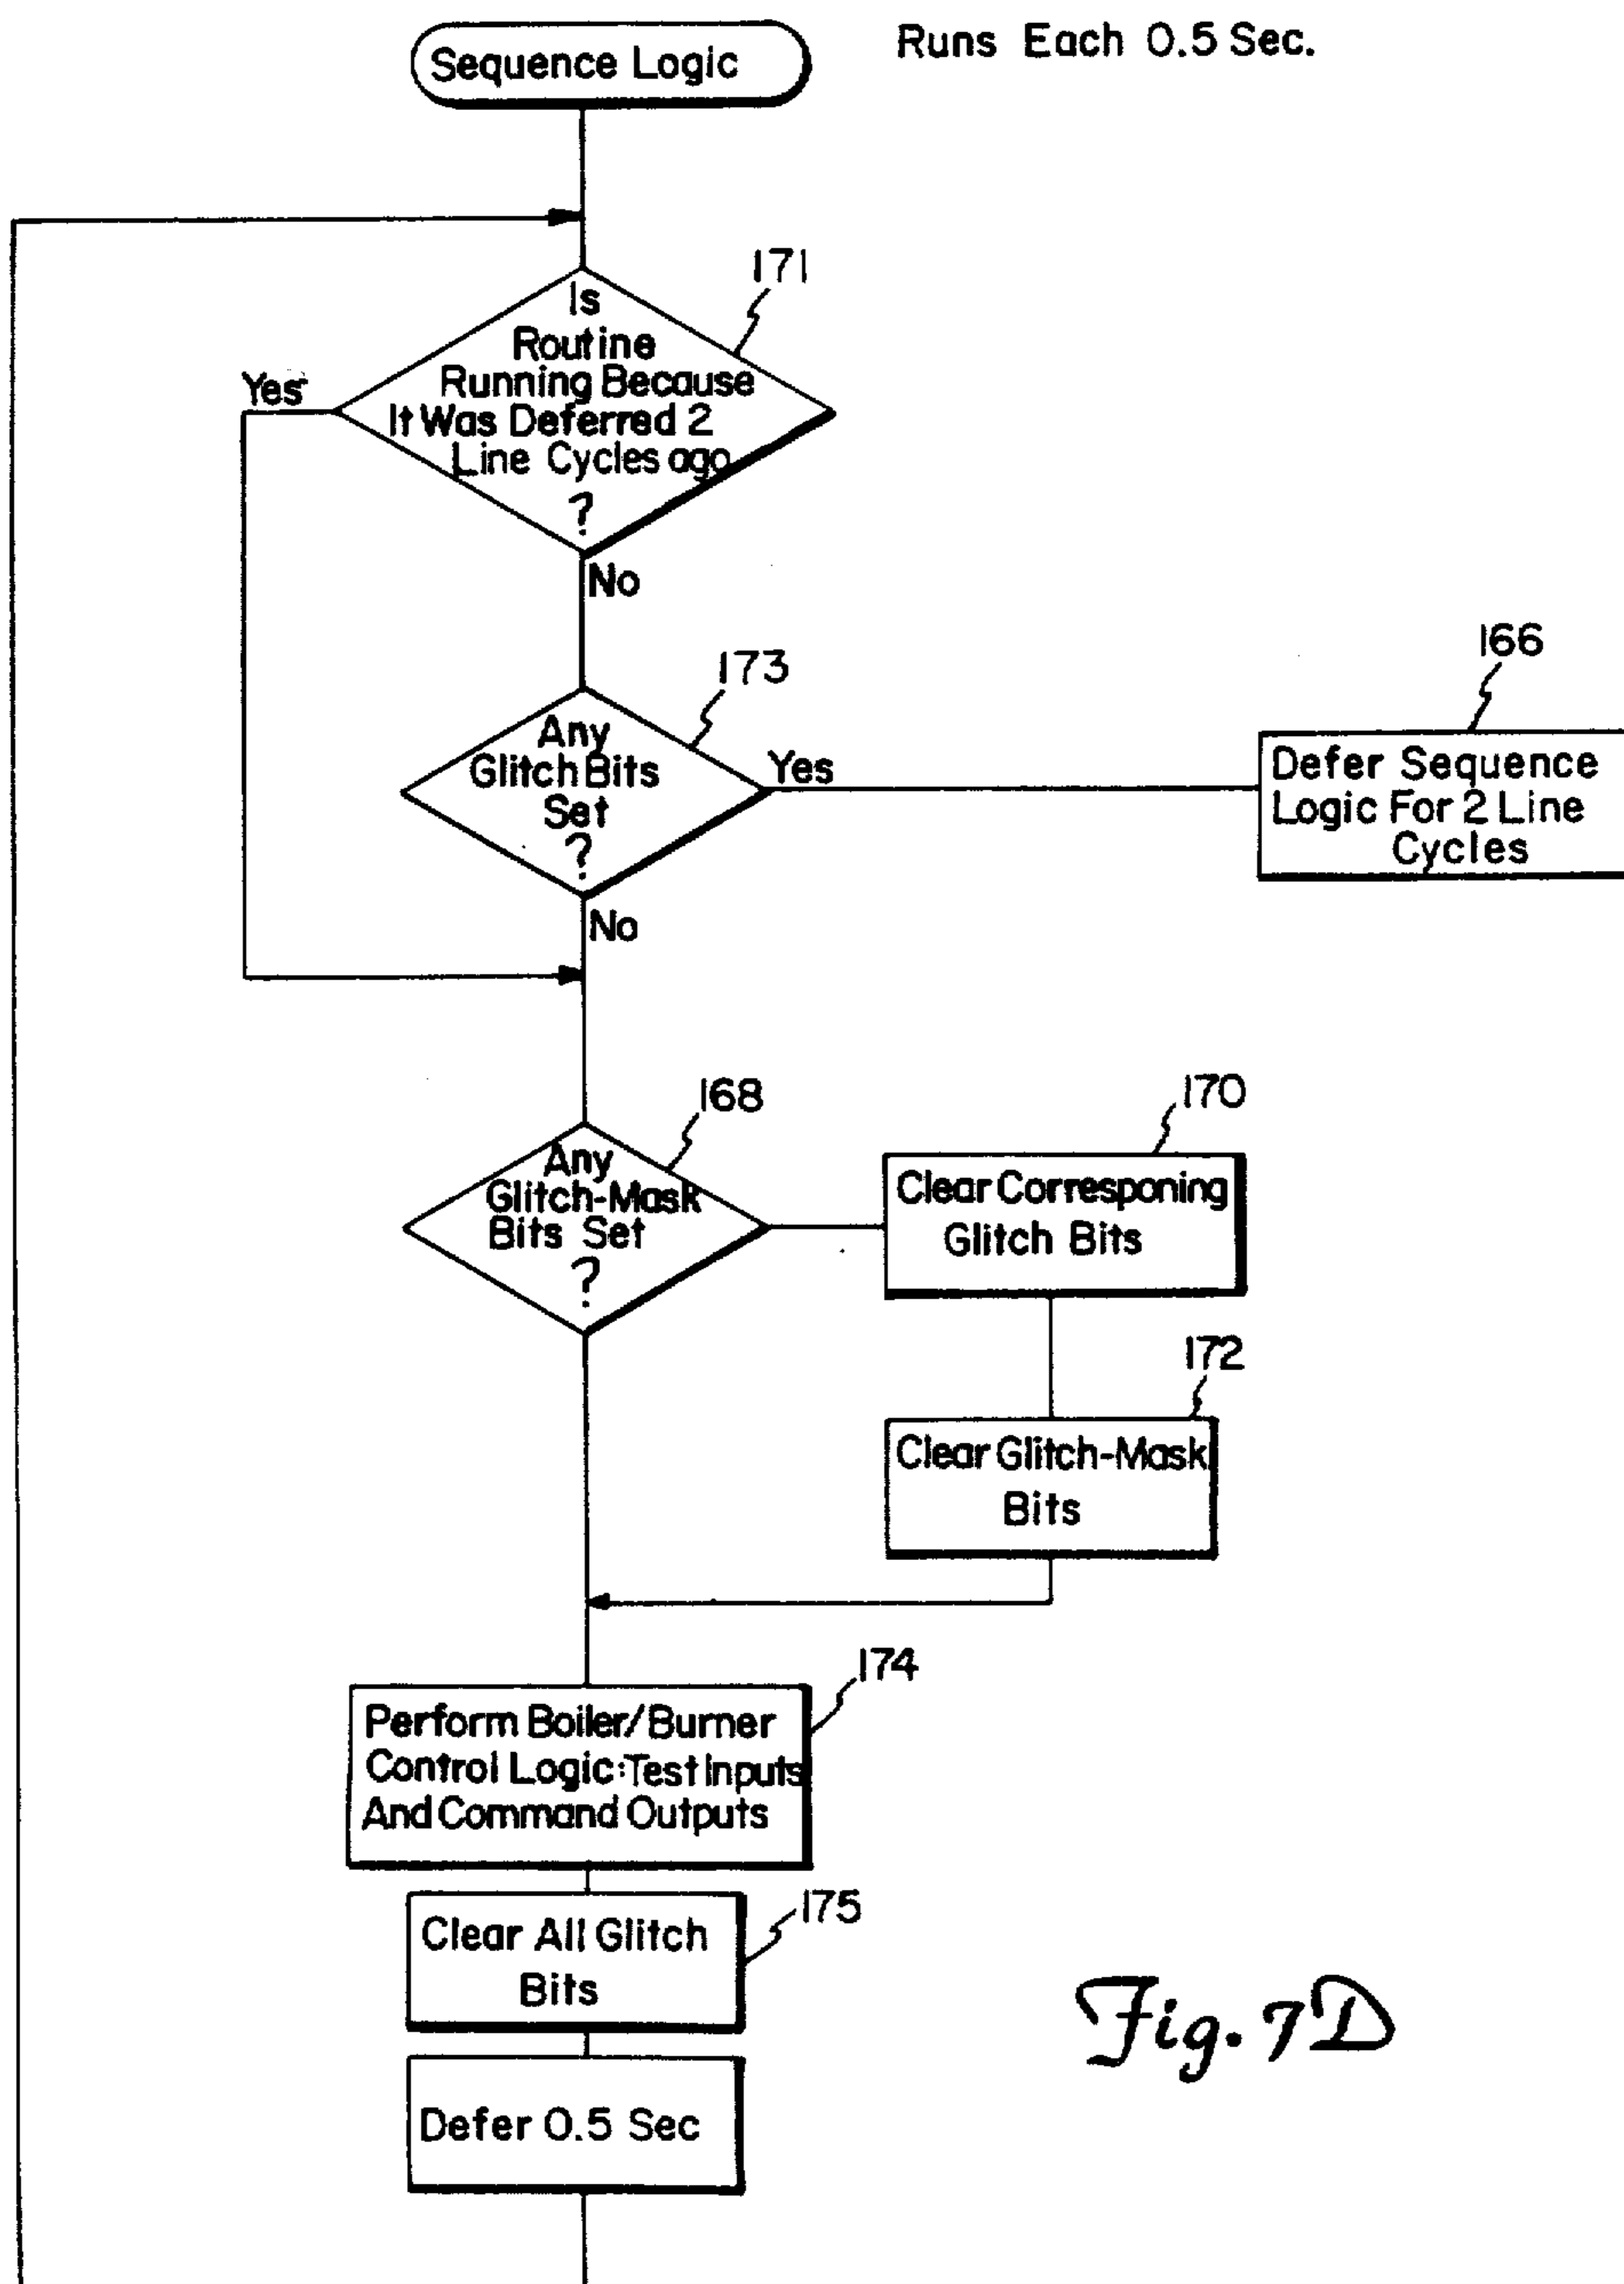 Sequence Logic
Runs Each 0.5 Sec.
171
Is
Routine
Running Because
It Was Deferred 2
Line Cycles ago
?
Yes
No
173
Any
Glitch Bits
Set
?
Yes
No
166
Defer Sequence
Logic For 2 Line
Cycles
168
Any
Glitch-Mask
Bits Set
?
170
Clear Corresponing
Glitch Bits
172
Clear Glitch-Mask
Bits
174
Perform Boiler/Burner
Control Logic:Test Inputs
And Command Outputs
175
Clear All Glitch
Bits
Defer 0.5 Sec
Fig. 7D